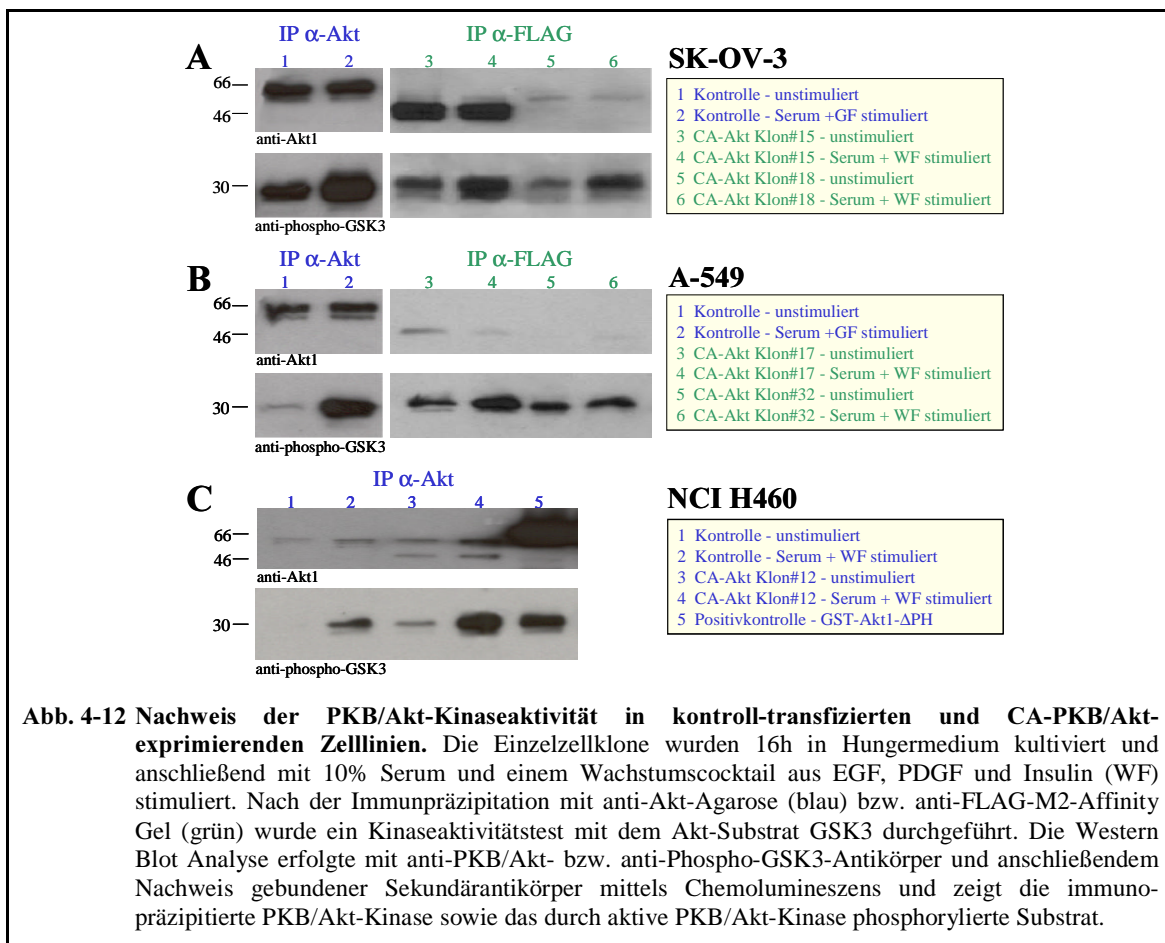 IP α-Akt IP α-FLAG
A 1 2 3 4 5 6 SK-OV-3
66
46
anti-Akt1
30
anti-phospho-GSK3
1 Kontrolle - unstimuliert
2 Kontrolle - Serum +GF stimuliert
3 CA-Akt Klon#15 - unstimuliert
4 CA-Akt Klon#15 - Serum + WF stimuliert
5 CA-Akt Klon#18 - unstimuliert
6 CA-Akt Klon#18 - Serum + WF stimuliert
IP α-Akt IP α-FLAG
B 1 2 3 4 5 6 A-549
66
46
anti-Akt1
30
anti-phospho-GSK3
1 Kontrolle - unstimuliert
2 Kontrolle - Serum +GF stimuliert
3 CA-Akt Klon#17 - unstimuliert
4 CA-Akt Klon#17 - Serum + WF stimuliert
5 CA-Akt Klon#32 - unstimuliert
6 CA-Akt Klon#32 - Serum + WF stimuliert
IP α-Akt
C 1 2 3 4 5 NCI H460
66
46
anti-Akt1
30
anti-phospho-GSK3
1 Kontrolle - unstimuliert
2 Kontrolle - Serum + WF stimuliert
3 CA-Akt Klon#12 - unstimuliert
4 CA-Akt Klon#12 - Serum + WF stimuliert
5 Positivkontrolle - GST-Akt1-ΔPH
Abb. 4-12 Nachweis der PKB/Akt-Kinaseaktivität in kontroll-transfizierten und CA-PKB/Akt-
exprimierenden Zelllinien. Die Einzelzellklone wurden 16h in Hungermedium kultiviert und
anschließend mit 10% Serum und einem Wachstumscocktail aus EGF, PDGF und Insulin (WF)
stimuliert. Nach der Immunpräzipitation mit anti-Akt-Agarose (blau) bzw. anti-FLAG-M2-Affinity
Gel (grün) wurde ein Kinaseaktivitätstest mit dem Akt-Substrat GSK3 durchgeführt. Die Western
Blot Analyse erfolgte mit anti-PKB/Akt- bzw. anti-Phospho-GSK3-Antikörper und anschließendem
Nachweis gebundener Sekundärantikörper mittels Chemolumineszens und zeigt die immuno-
präzipitierte PKB/Akt-Kinase sowie das durch aktive PKB/Akt-Kinase phosphorylierte Substrat.